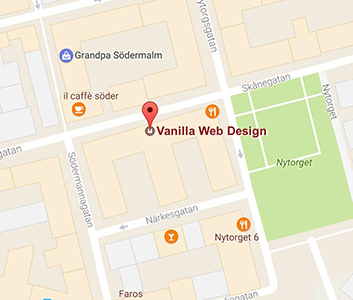 Nytorgsgatan
Grandpa Södermalm
il caffè söder
Skånegatan
Nytorget
Vanilla Web Design
Nytorget
Södermannagatan
Närkesgatan
Nytorget 6
Faros